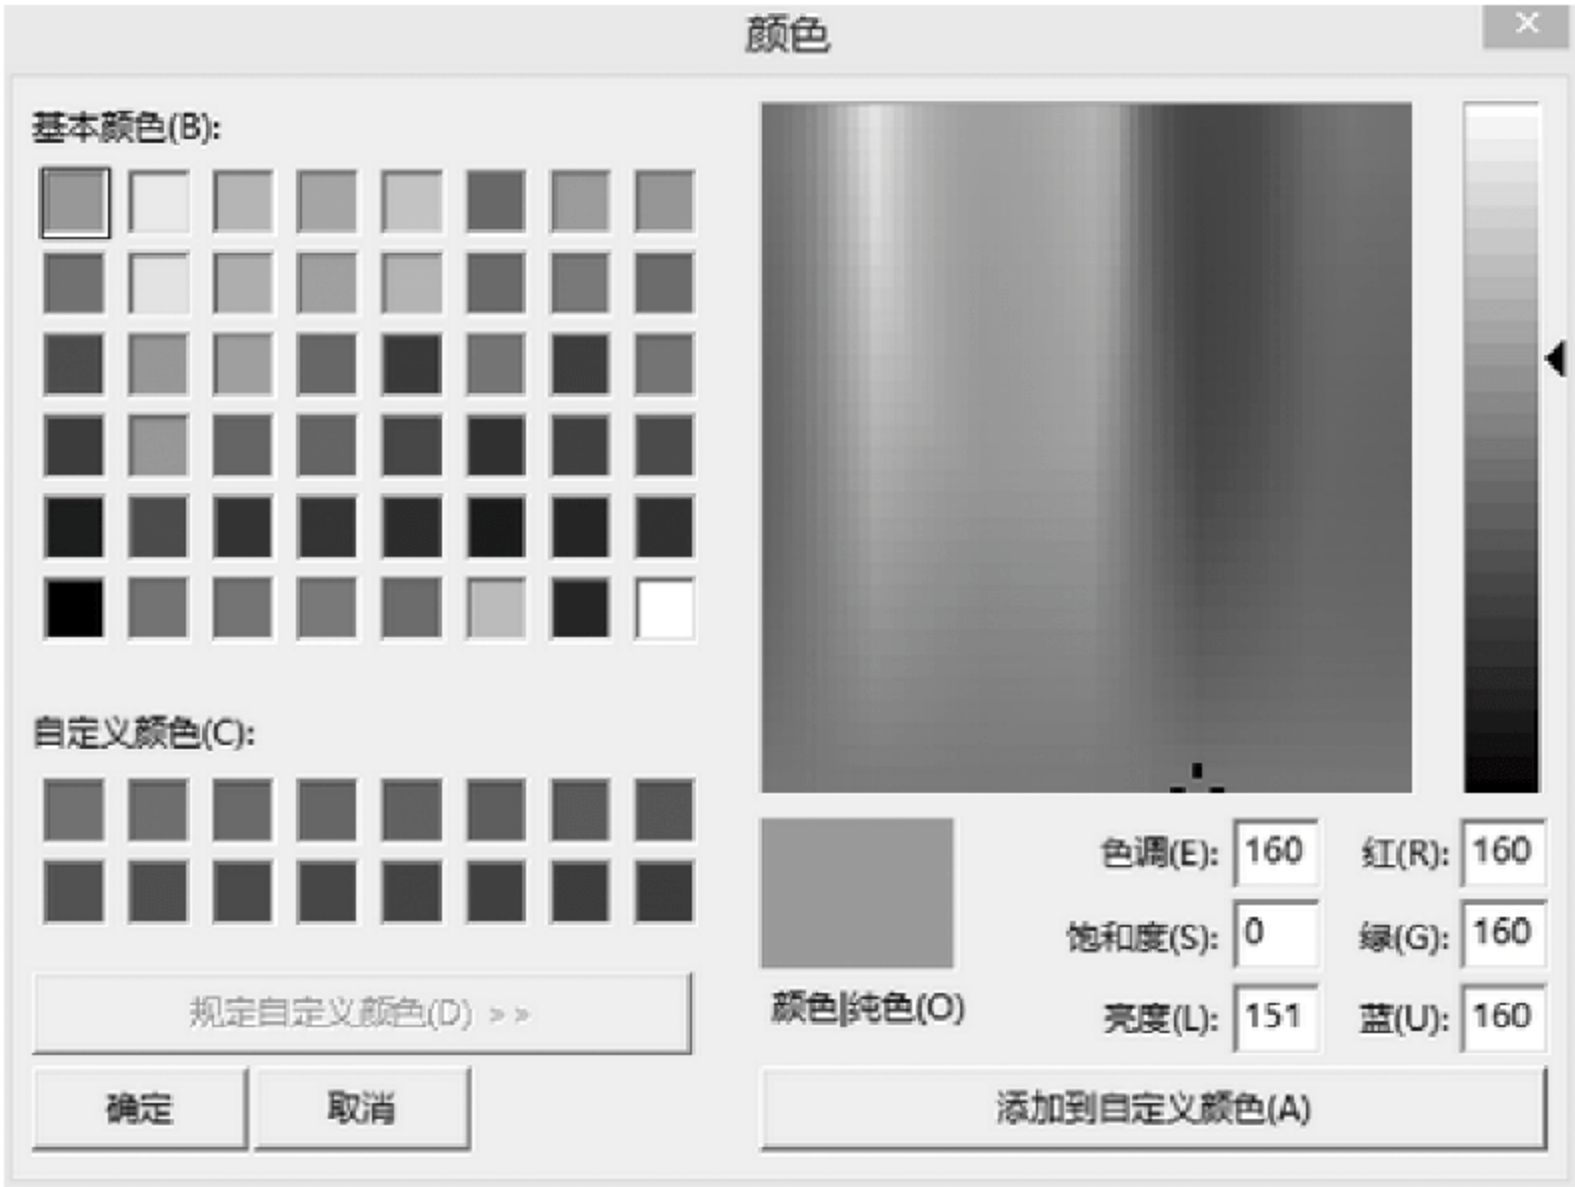 颜色
基本颜色(B):
自定义颜色(C):
规定自定义颜色(D) >>
确定
取消
颜色|纯色(O)
色调(E): 160
红(R): 160
饱和度(S): 0
绿(G): 160
亮度(L): 151
蓝(U): 160
添加到自定义颜色(A)